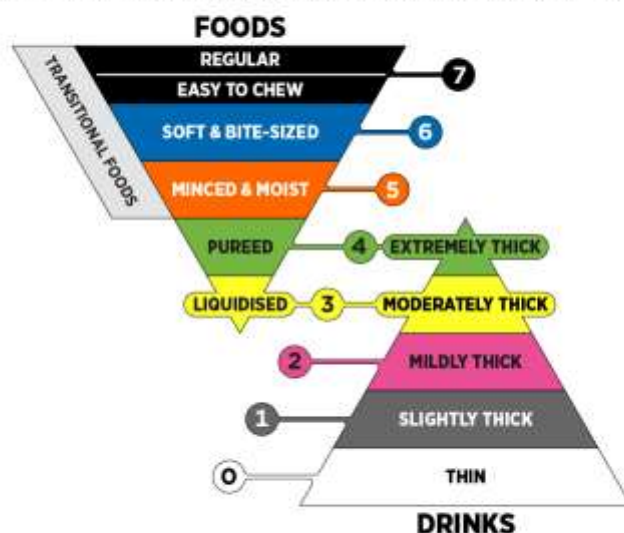 FOODS
REGULAR
7
EASY TO CHEW
TRANSITIONAL FOODS
SOFT & BITE-SIZED
6
MINCED & MOIST
5
PUREED
4
EXTREMELY THICK
LIQUIDISED
3
MODERATELY THICK
2
MILDLY THICK
1
SLIGHTLY THICK
0
THIN
DRINKS